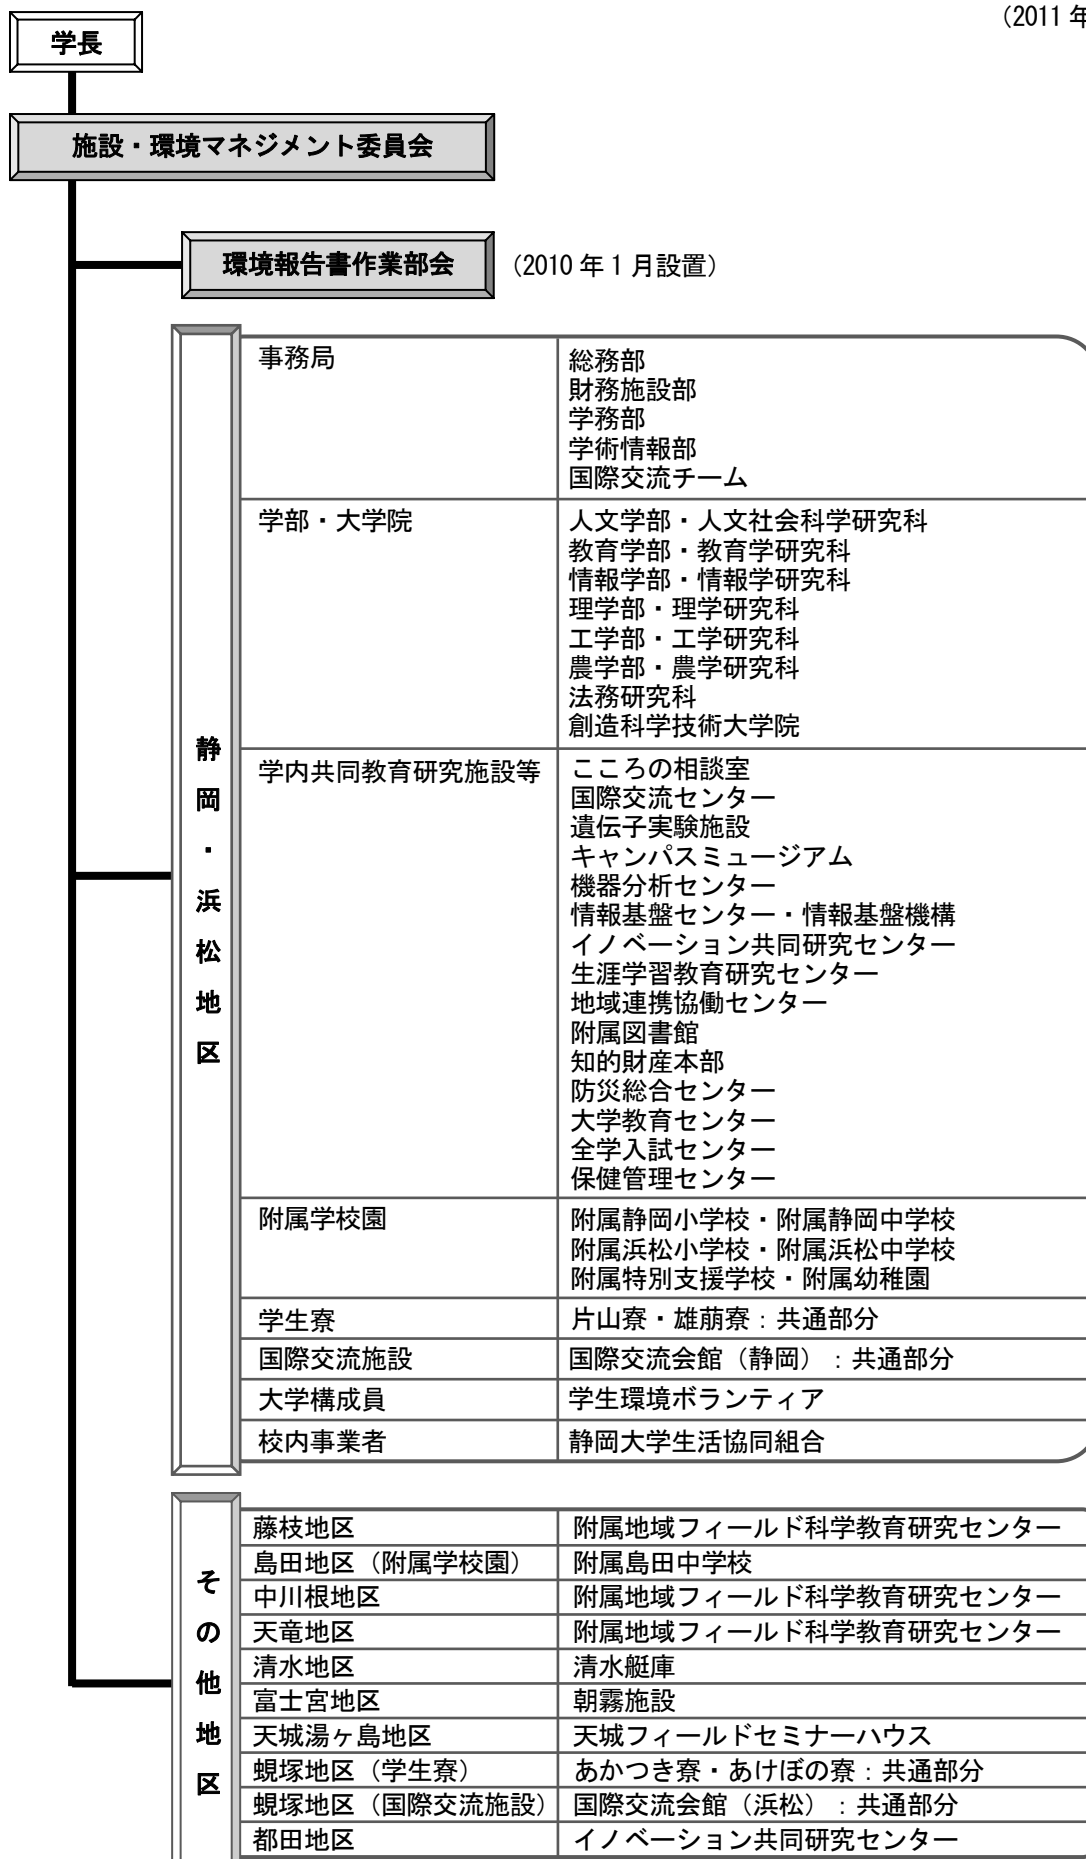 （2011 年
学長
施設・環境マネジメント委員会
環境報告書作業部会 （2010 年 1 月設置）
静岡・浜松地区
事務局
総務部
財務施設部
学務部
学術情報部
国際交流チーム
学部・大学院
人文学部・人文社会科学研究科
教育学部・教育学研究科
情報学部・情報学研究科
理学部・理学研究科
工学部・工学研究科
農学部・農学研究科
法務研究科
創造科学技術大学院
学内共同教育研究施設等
こころの相談室
国際交流センター
遺伝子実験施設
キャンパスミュージアム
機器分析センター
情報基盤センター・情報基盤機構
イノベーション共同研究センター
生涯学習教育研究センター
地域連携協働センター
附属図書館
知的財産本部
防災総合センター
大学教育センター
全学入試センター
保健管理センター
附属学校園
附属静岡小学校・附属静岡中学校
附属浜松小学校・附属浜松中学校
附属特別支援学校・附属幼稚園
学生寮 片山寮・雄萠寮：共通部分
国際交流施設 国際交流会館（静岡）：共通部分
大学構成員 学生環境ボランティア
校内事業者 静岡大学生活協同組合
その他地区
藤枝地区 附属地域フィールド科学教育研究センター
島田地区（附属学校園） 附属島田中学校
中川根地区 附属地域フィールド科学教育研究センター
天竜地区 附属地域フィールド科学教育研究センター
清水地区 清水艇庫
富士宮地区 朝霧施設
天城湯ヶ島地区 天城フィールドセミナーハウス
蜆塚地区（学生寮） あかつき寮・あけぼの寮：共通部分
蜆塚地区（国際交流施設） 国際交流会館（浜松）：共通部分
都田地区 イノベーション共同研究センター